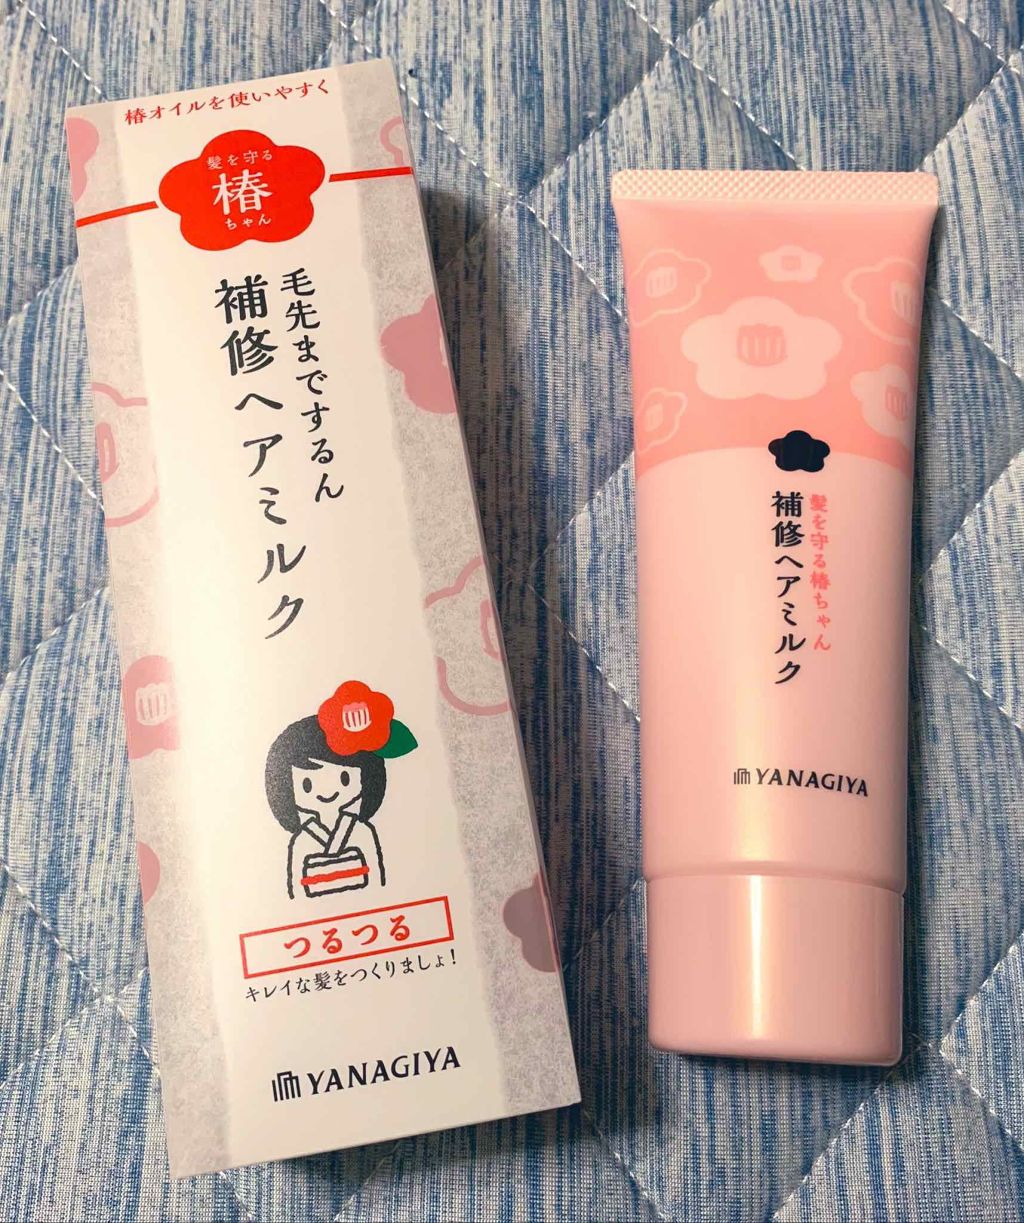 椿オイルを使いやすく
髪を守る
椿
ちゃん
毛先までするん
補修ヘアミルク
つるつる
キレイな髪をつくりましょ!
YANAGIYA
髪を守る椿ちゃん
補修ヘアミルク
YANAGIYA